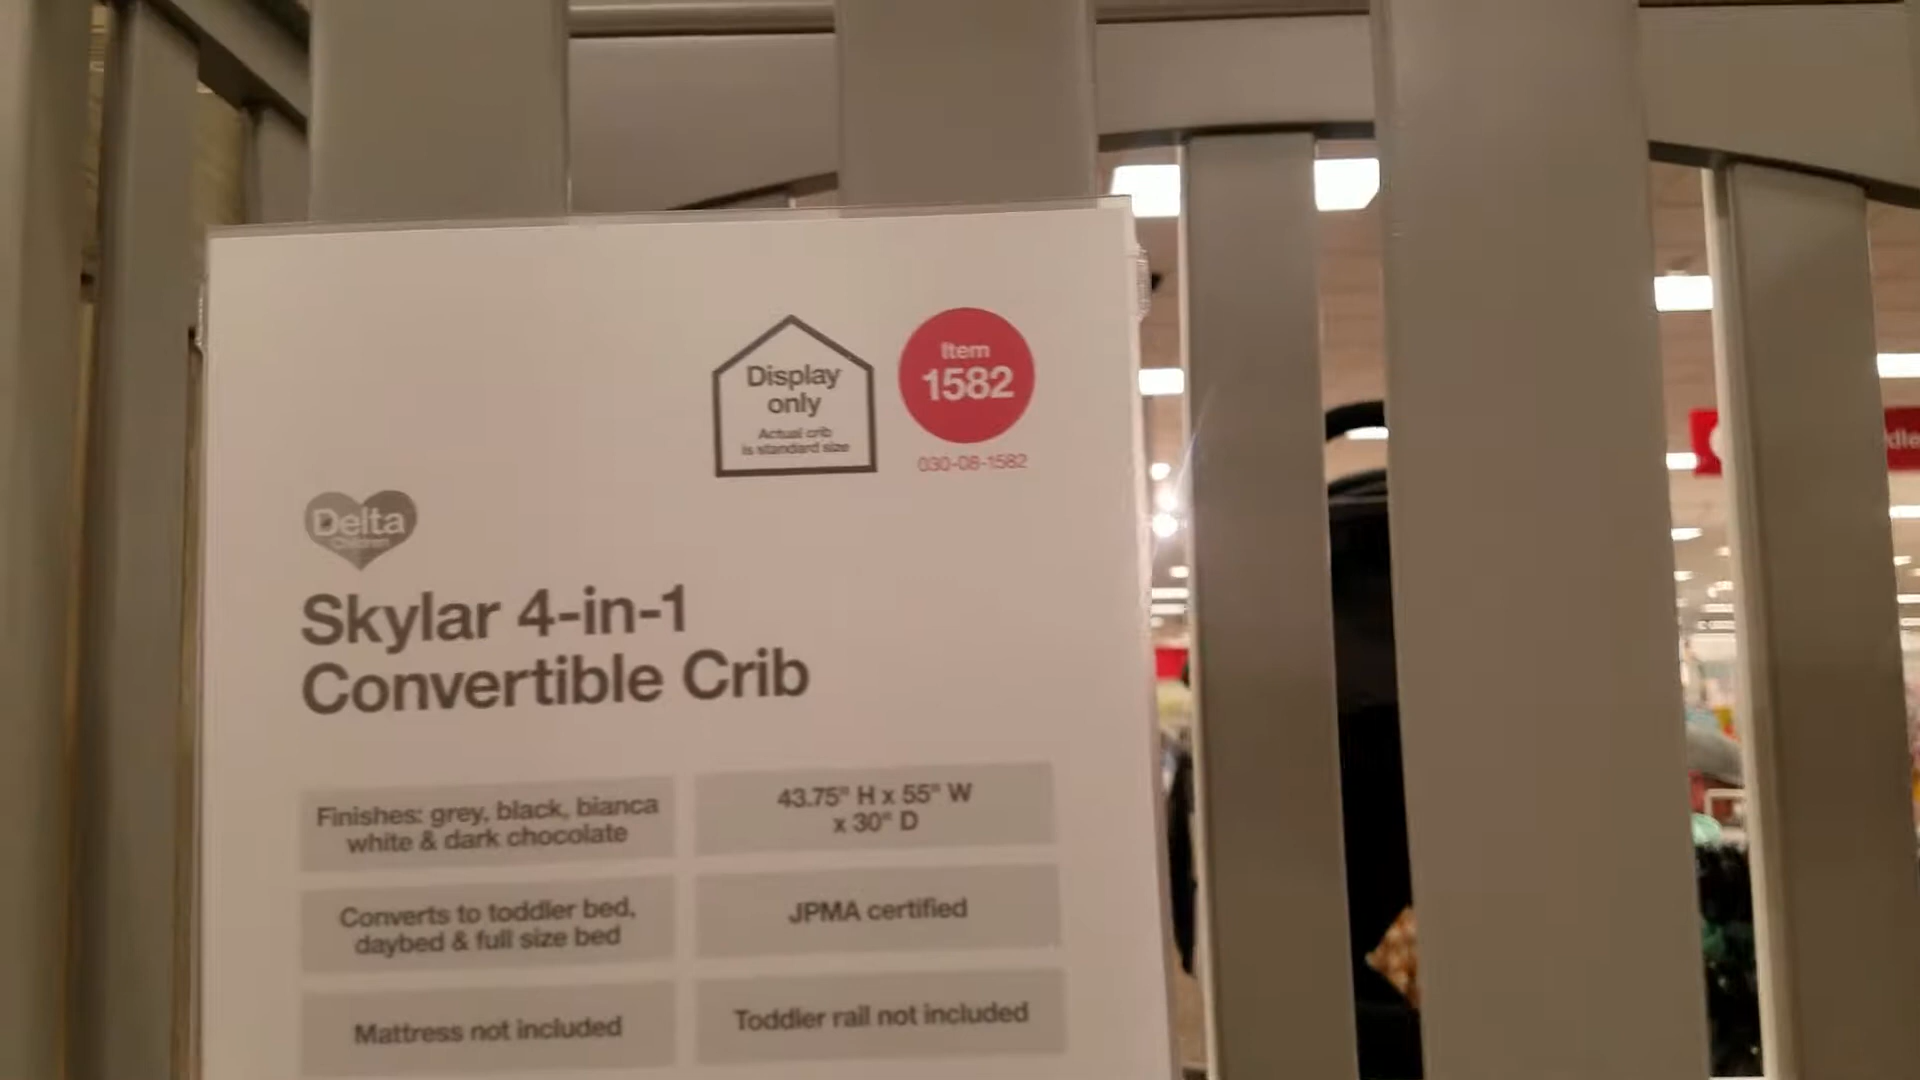 Display
only
Actual crib
is standard size
Item
1582
030-08-1582
Delta
Children
Skylar 4-in-1
Convertible Crib
Finishes: grey, black, bianca
white & dark chocolate
43.75" H x 55" W
x 30" D
Converts to toddler bed,
daybed & full size bed
JPMA certified
Mattress not included
Toddler rail not included